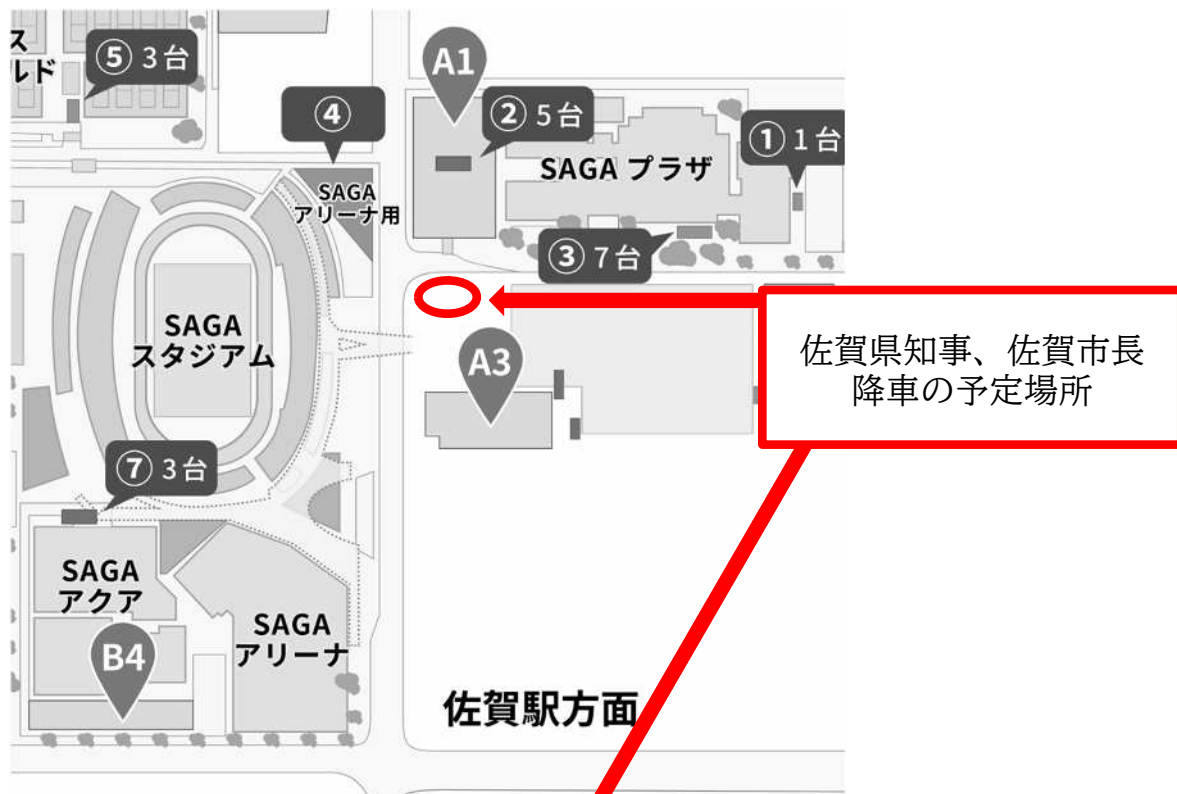 ス
ルド
⑤ 3台
④
A1
② 5台
① 1台
SAGA プラザ
SAGA
アリーナ用
③ 7台
佐賀県知事、佐賀市長
降車の予定場所
SAGA
スタジアム
A3
⑦ 3台
SAGA
アクア
SAGA
アリーナ
B4
佐賀駅方面